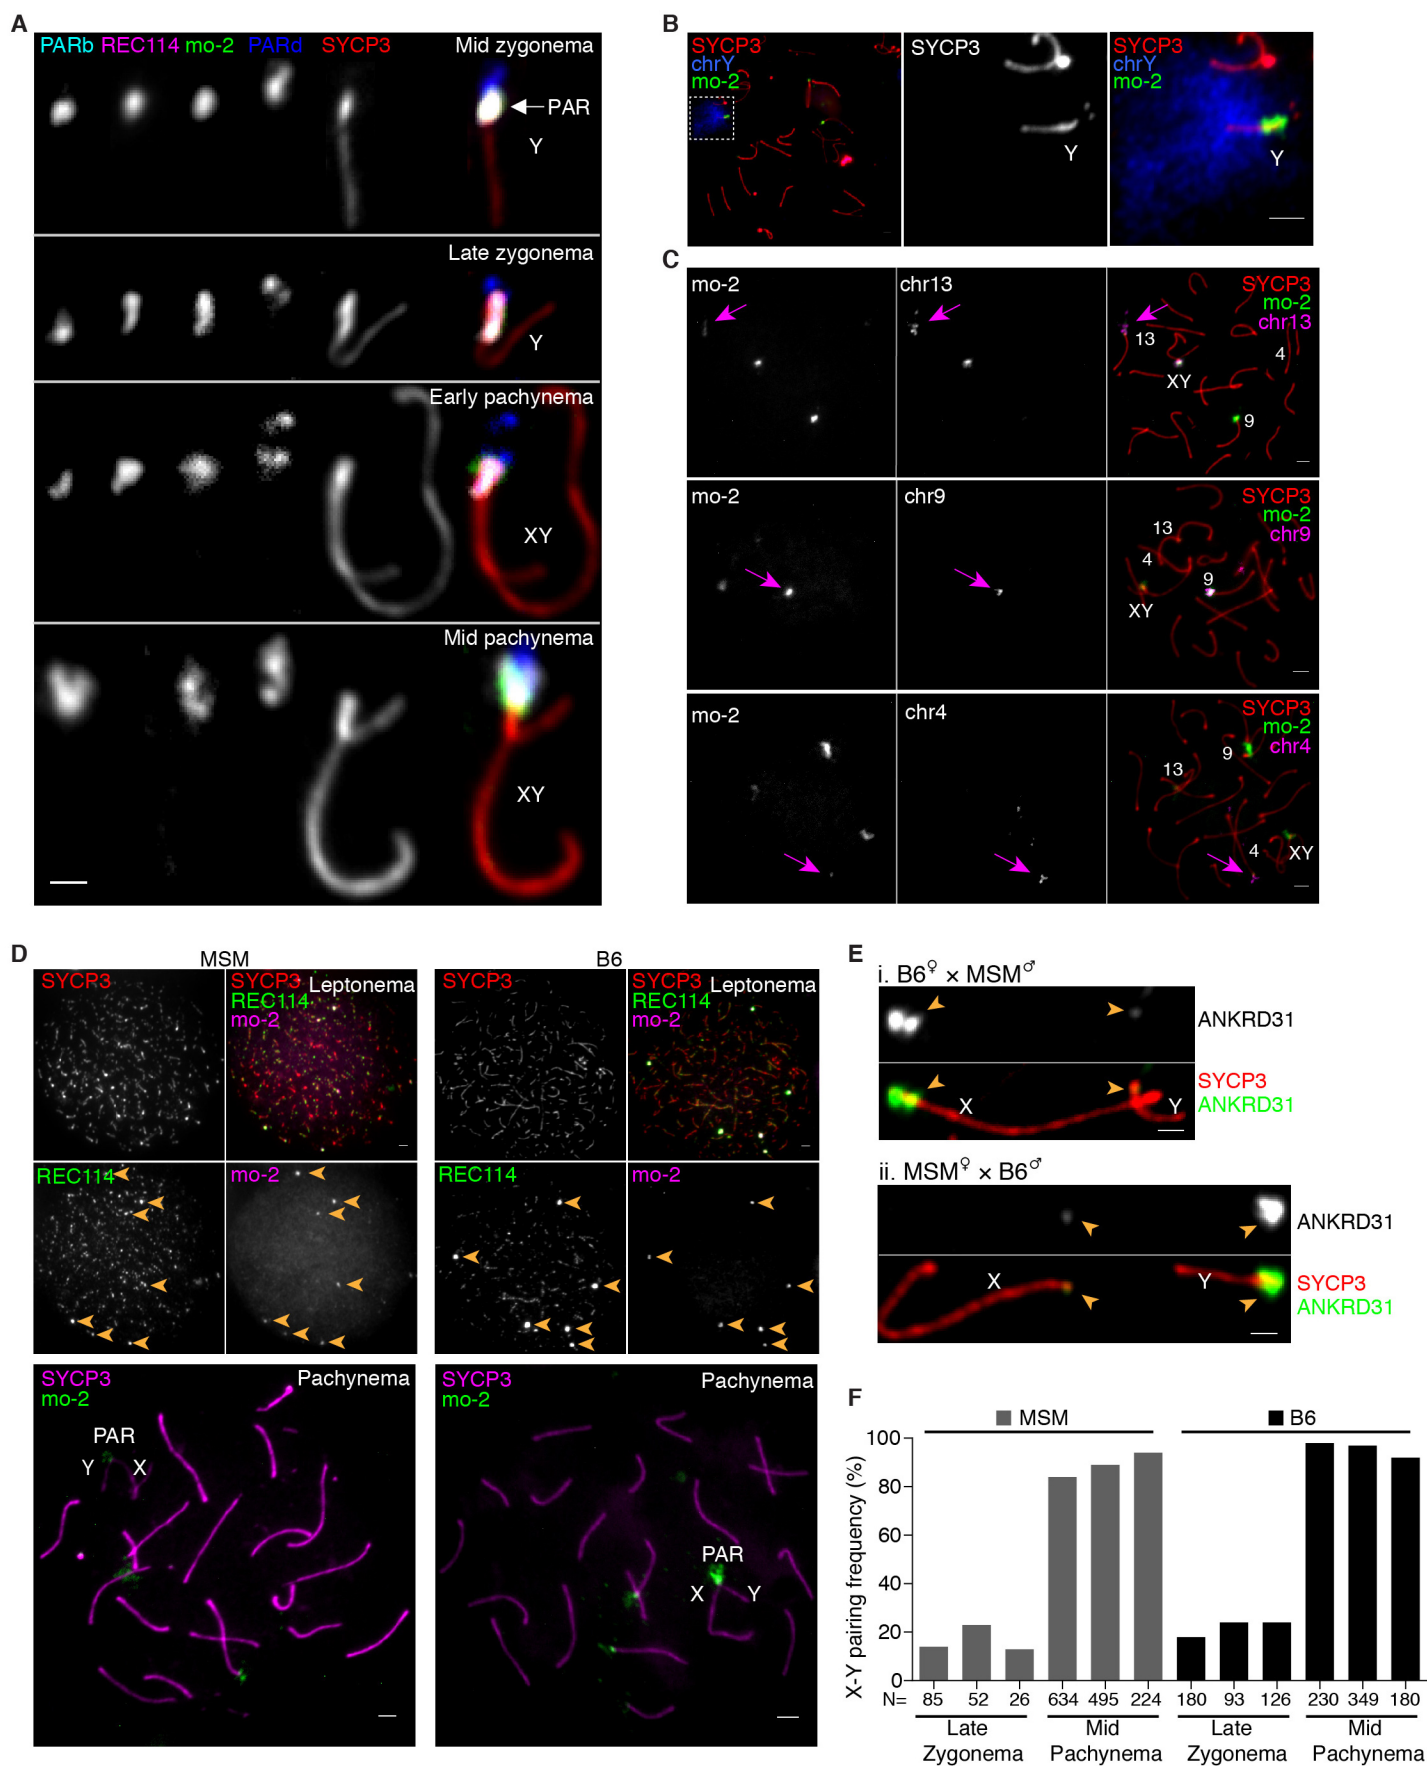 A
PARb REC114 mo-2 PARd SYCP3 Mid zygonema
PAR
Y
Late zygonema
Y
Early pachynema
XY
Mid pachynema
XY
B
SYCP3
chrY
mo-2
SYCP3
Y
SYCP3
chrY
mo-2
Y
C
mo-2
chr13
SYCP3
mo-2
chr13
13
4
XY
9
mo-2
chr9
SYCP3
mo-2
chr9
13
4
9
XY
mo-2
chr4
SYCP3
mo-2
chr4
9
13
4
XY
D
MSM
SYCP3
SYCP3
REC114
mo-2
Leptonema
REC114
mo-2
SYCP3
mo-2
Pachynema
PAR
Y X
B6
SYCP3
SYCP3
REC114
mo-2
Leptonema
REC114
mo-2
SYCP3
mo-2
Pachynema
PAR
X Y
E
i. B6♀ × MSM♂
ANKRD31
SYCP3
ANKRD31
X Y
ii. MSM♀ × B6♂
ANKRD31
X Y
SYCP3
ANKRD31
F
MSM B6
X-Y pairing frequency (%)
100
80
60
40
20
0
N= 85 52 26 634 495 224 180 93 126 230 349 180
Late Zygonema
Mid Pachynema
Late Zygonema
Mid Pachynema